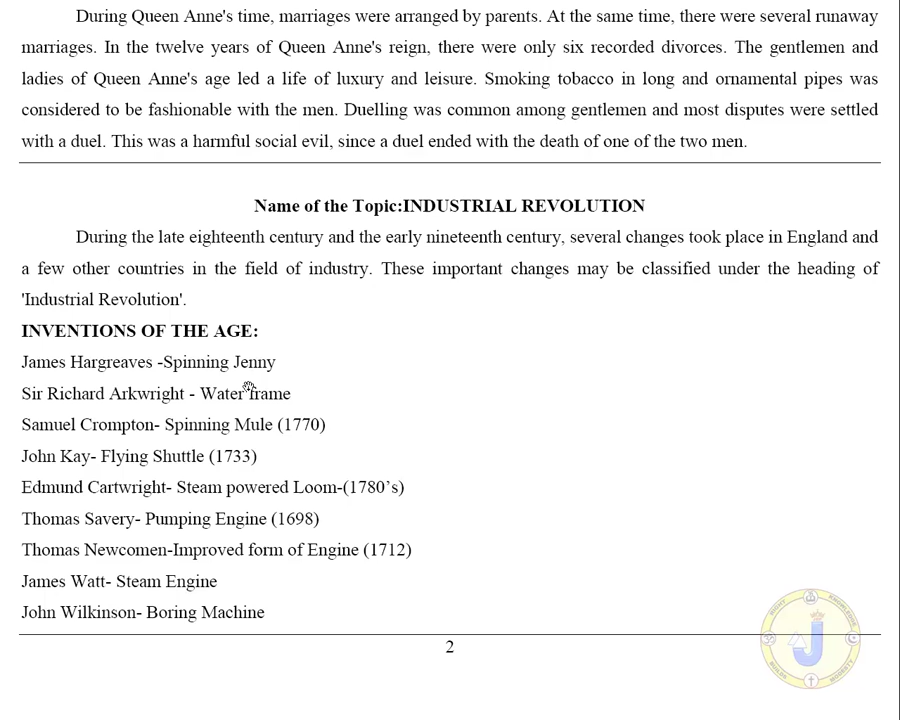 During Queen Anne's time, marriages were arranged by parents. At the same time, there were several runaway
marriages. In the twelve years of Queen Anne's reign, there were only six recorded divorces. The gentlemen and
ladies of Queen Anne's age led a life of luxury and leisure. Smoking tobacco in long and ornamental pipes was
considered to be fashionable with the men. Duelling was common among gentlemen and most disputes were settled
with a duel. This was a harmful social evil, since a duel ended with the death of one of the two men.
Name of the Topic:INDUSTRIAL REVOLUTION
During the late eighteenth century and the early nineteenth century, several changes took place in England and
a few other countries in the field of industry. These important changes may be classified under the heading of
'Industrial Revolution'.
INVENTIONS OF THE AGE:
James Hargreaves -Spinning Jenny
Sir Richard Arkwright - Water frame
Samuel Crompton- Spinning Mule (1770)
John Kay- Flying Shuttle (1733)
Edmund Cartwright- Steam powered Loom-(1780’s)
Thomas Savery- Pumping Engine (1698)
Thomas Newcomen-Improved form of Engine (1712)
James Watt- Steam Engine
John Wilkinson- Boring Machine
2
KNOWLEDGE
MODESTY
J